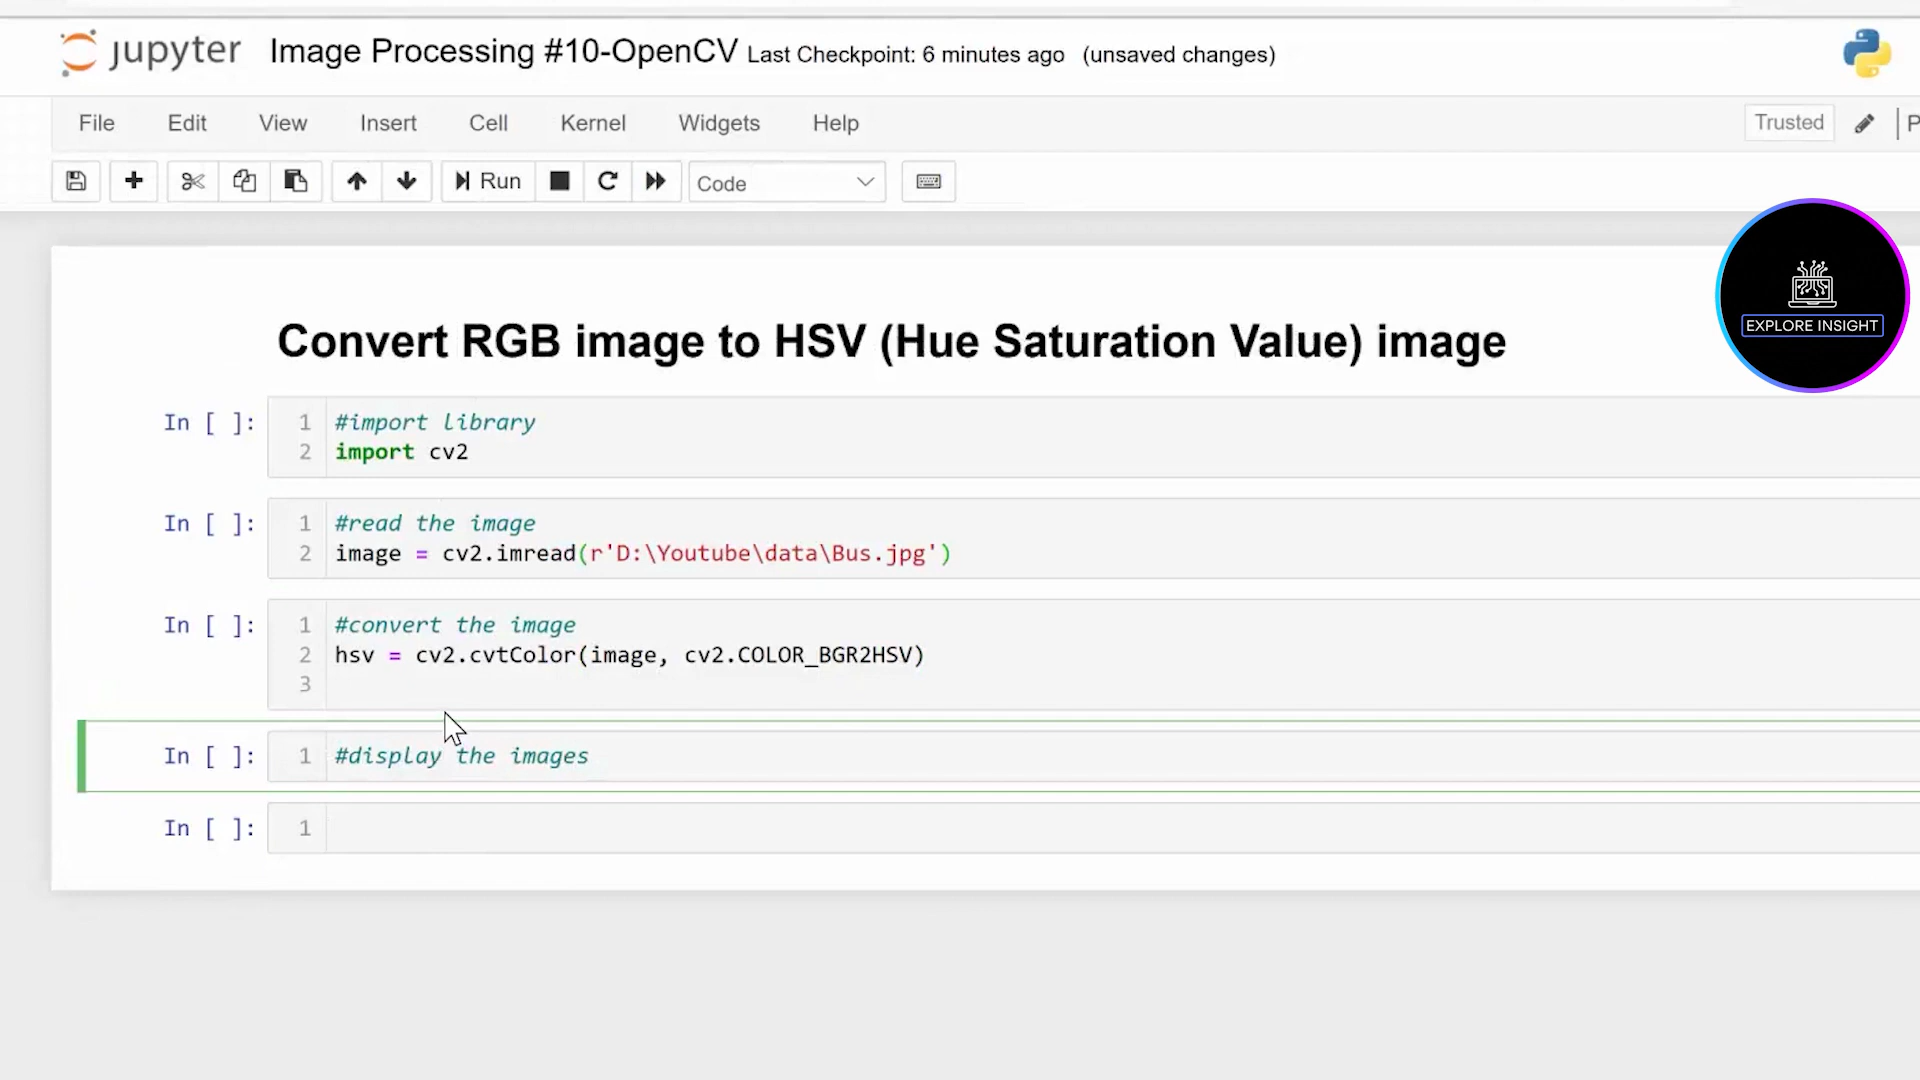 jupyter Image Processing #10-OpenCV Last Checkpoint: 6 minutes ago (unsaved changes)
File Edit View Insert Cell Kernel Widgets Help Trusted P
Run Code
EXPLORE INSIGHT
Convert RGB image to HSV (Hue Saturation Value) image
In [ ]: 1 #import library
2 import cv2
In [ ]: 1 #read the image
2 image = cv2.imread(r'D:\Youtube\data\Bus.jpg')
In [ ]: 1 #convert the image
2 hsv = cv2.cvtColor(image, cv2.COLOR_BGR2HSV)
3
In [ ]: 1 #display the images
In [ ]: 1